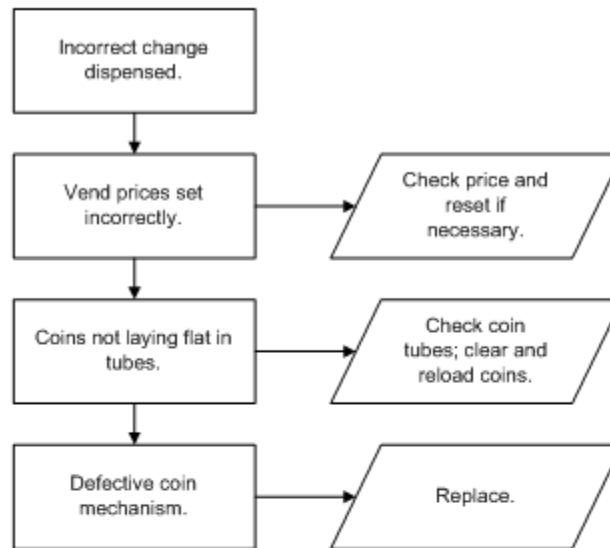 Incorrect change
dispensed.
Vend prices set
incorrectly.
Check price and
reset if
necessary.
Coins not laying flat in
tubes.
Check coin
tubes; clear and
reload coins.
Defective coin
mechanism.
Replace.